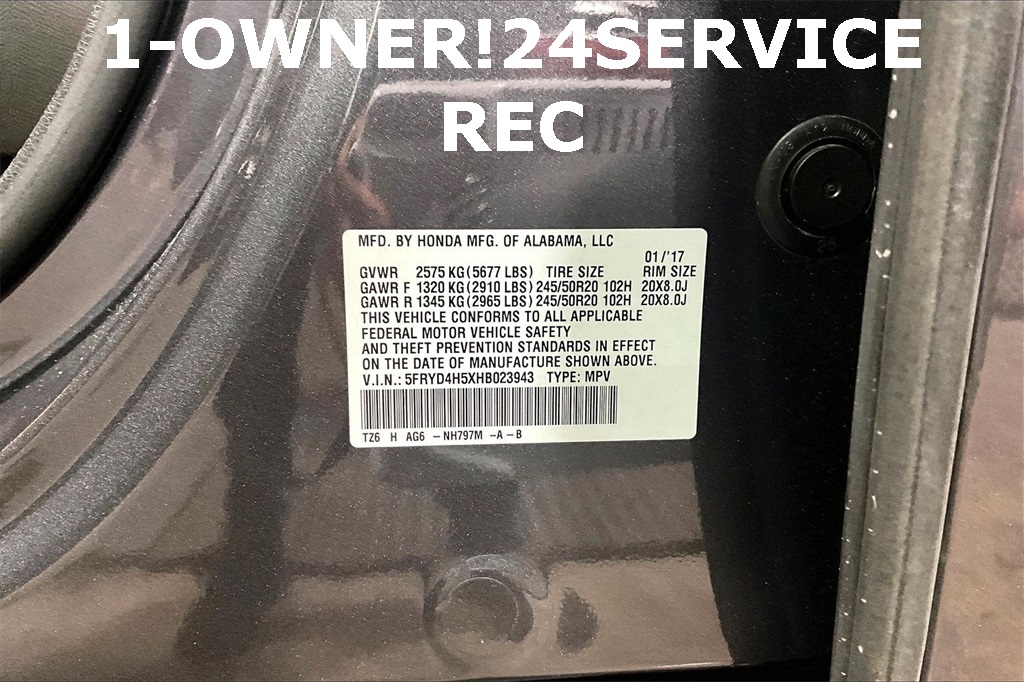 1-OWNER!24SERVICE
REC
HONDA
26
MFD. BY HONDA MFG. OF ALABAMA, LLC
01/'17
GVWR 2575 KG (5677 LBS) TIRE SIZE RIM SIZE
GAWR F 1320 KG (2910 LBS) 245/50R20 102H 20X8.0J
GAWR R 1345 KG (2965 LBS) 245/50R20 102H 20X8.0J
THIS VEHICLE CONFORMS TO ALL APPLICABLE
FEDERAL MOTOR VEHICLE SAFETY
AND THEFT PREVENTION STANDARDS IN EFFECT
ON THE DATE OF MANUFACTURE SHOWN ABOVE.
V.I.N.: 5FRYD4H5XHB023943 TYPE: MPV
TZ6 H AG6 -NH797M -A-B